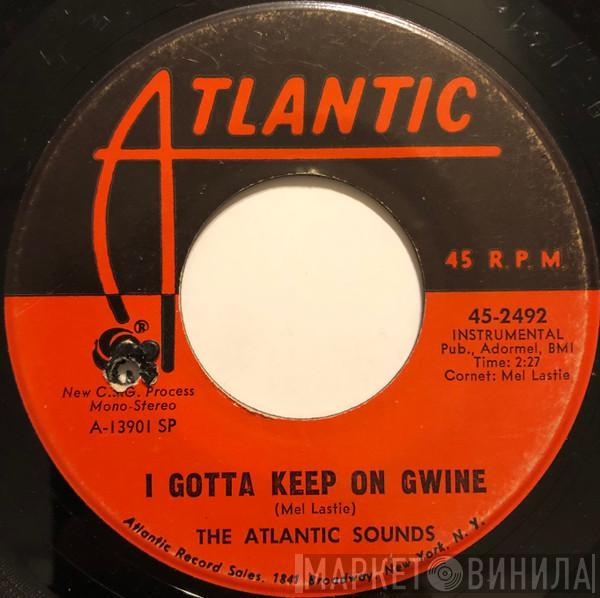 ATLANTIC
45 R.P.M.
®
45-2492
INSTRUMENTAL
Pub., Adormel, BMI
Time: 2:27
Cornet: Mel Lastie
New C.S.G. Process
Mono-Stereo
A-13901 SP
I GOTTA KEEP ON GWINE
(Mel Lastie)
THE ATLANTIC SOUNDS
Atlantic Record Sales, 1841 Broadway, New York, N.Y.
МАРКЕТ ВИНИЛА